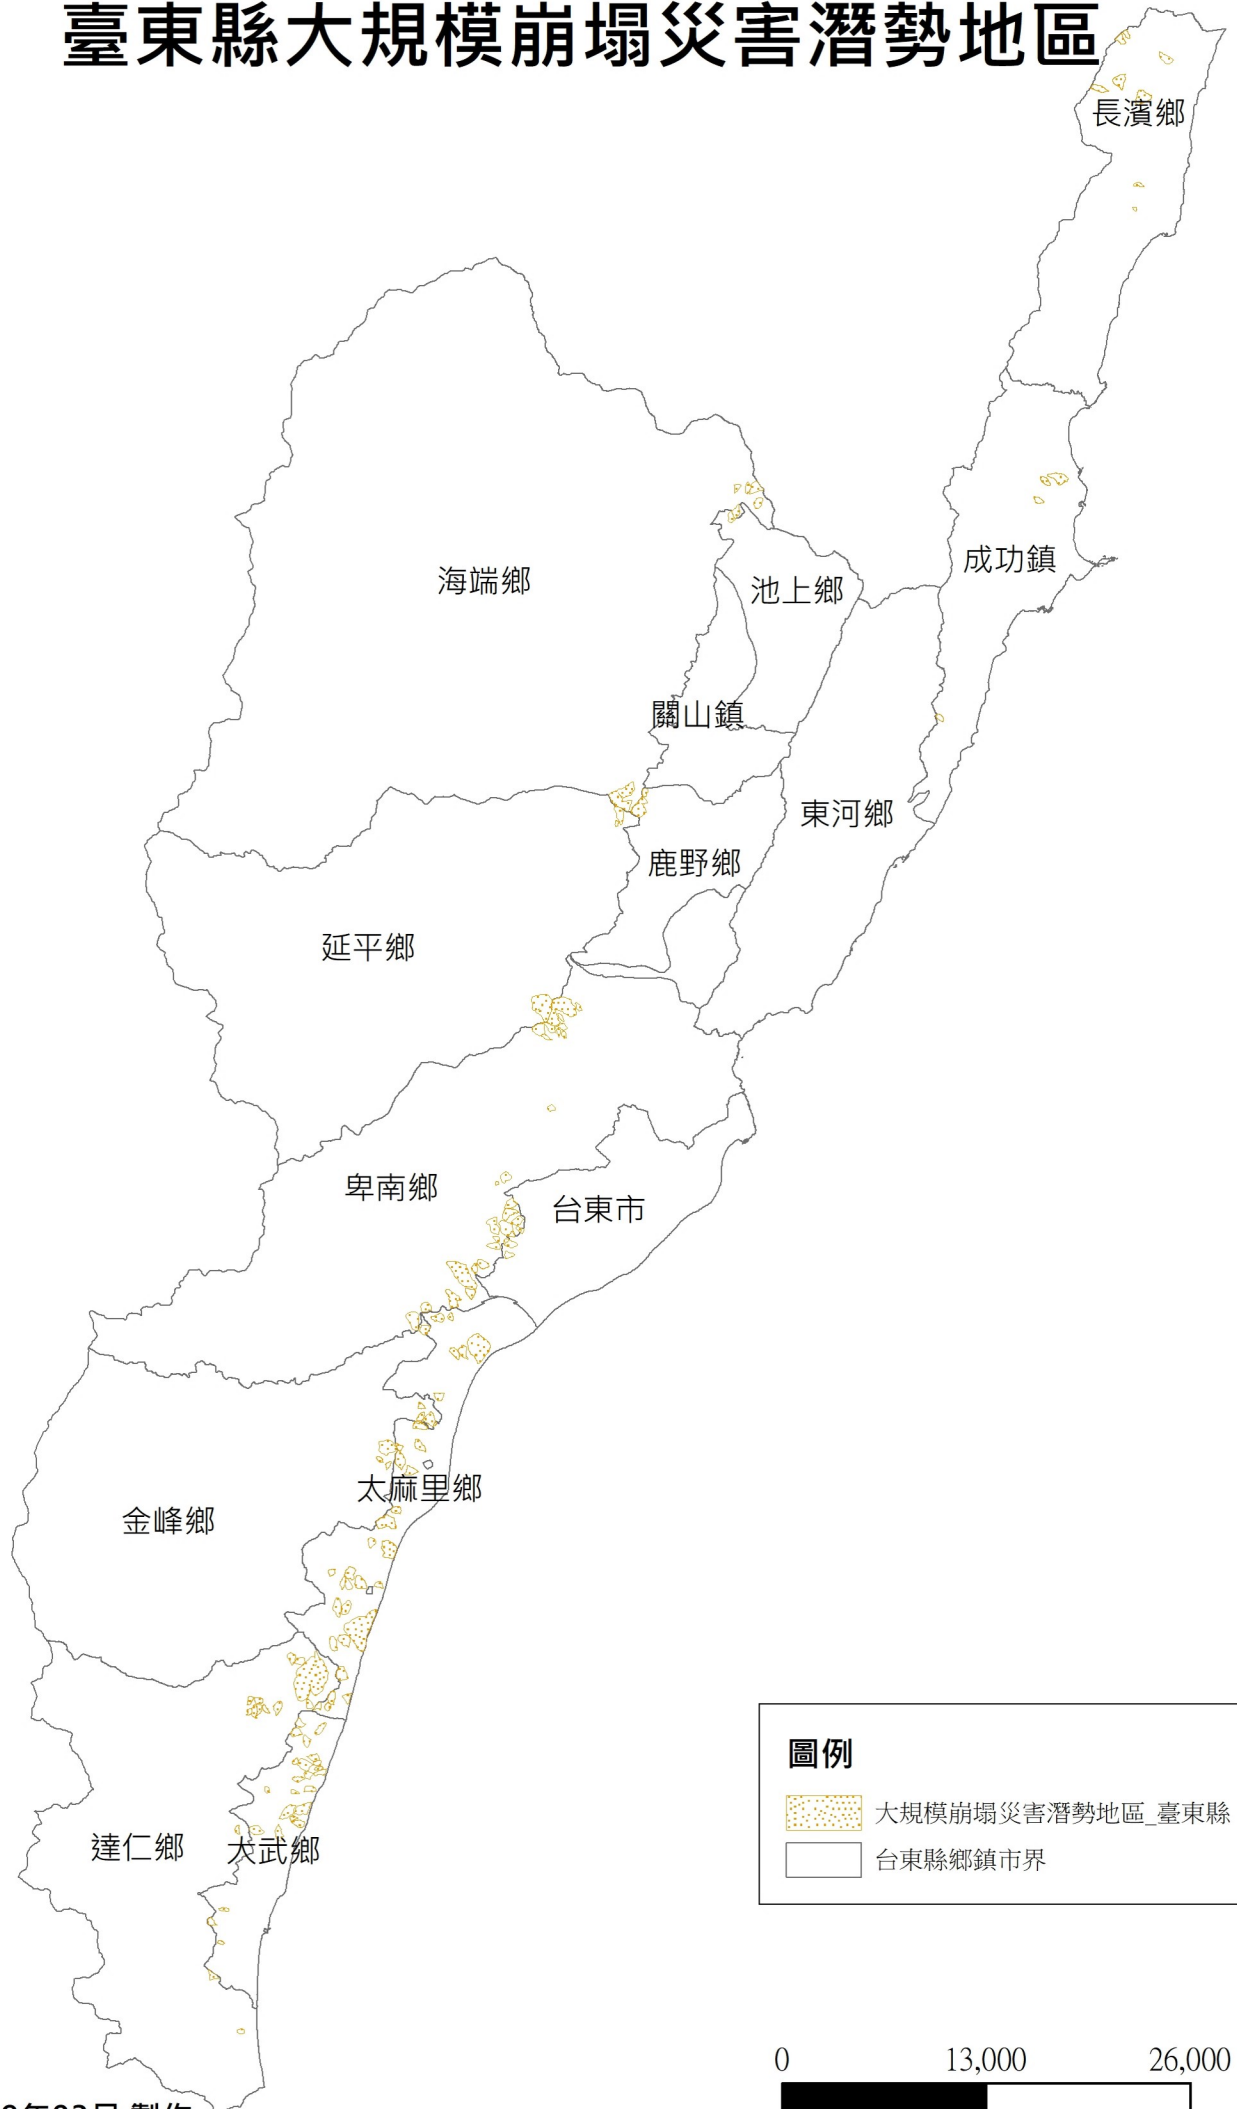 臺東縣大規模崩塌災害潛勢地區
長濱鄉
成功鎮
海端鄉
池上鄉
關山鎮
東河鄉
鹿野鄉
延平鄉
卑南鄉
台東市
太麻里鄉
金峰鄉
達仁鄉
大武鄉
圖例
大規模崩塌災害潛勢地區_臺東縣
台東縣鄉鎮市界
0 13,000 26,000